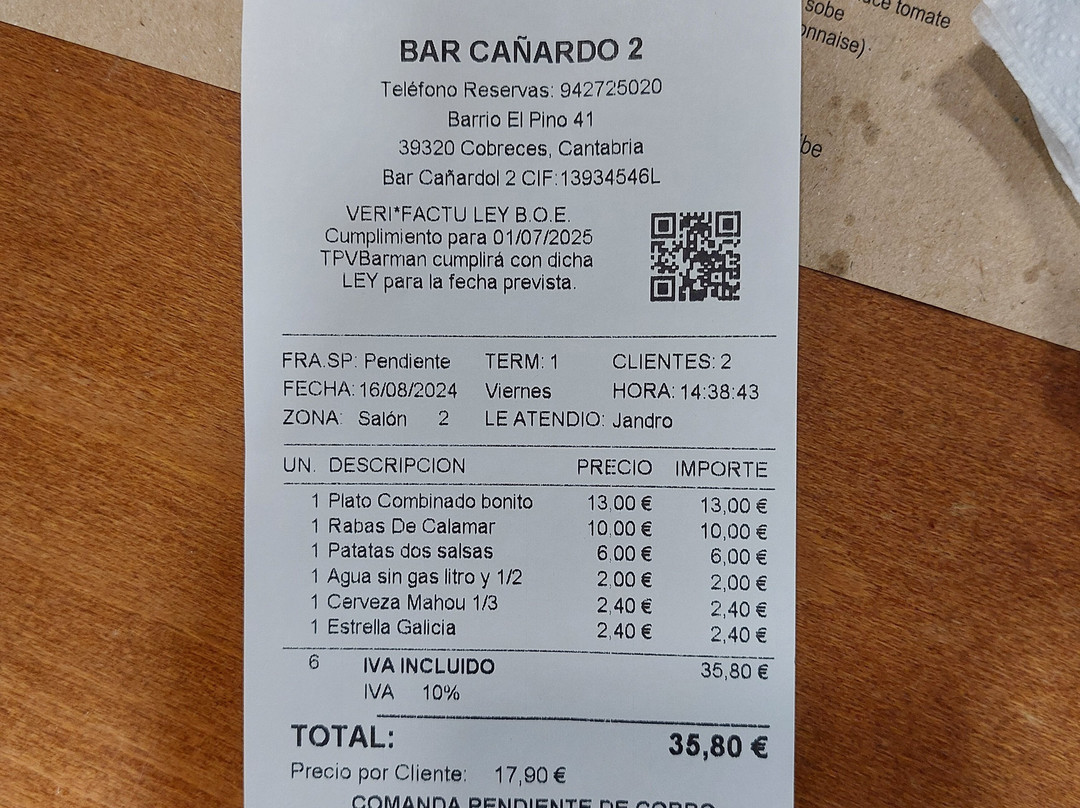 BAR CAÑARDO 2
Teléfono Reservas: 942725020
Barrio El Pino 41
39320 Cobreces, Cantabria
Bar Cañardol 2 CIF:13934546L
VERI*FACTU LEY B.O.E.
Cumplimiento para 01/07/2025
TPVBarman cumplirá con dicha
LEY para la fecha prevista.
FRA.SP: Pendiente TERM: 1 CLIENTES: 2
FECHA: 16/08/2024 Viernes HORA: 14:38:43
ZONA: Salón 2 LE ATENDIO: Jandro
UN. DESCRIPCION PRECIO IMPORTE
1 Plato Combinado bonito 13,00 € 13,00 €
1 Rabas De Calamar 10,00 € 10,00 €
1 Patatas dos salsas 6,00 € 6,00 €
1 Agua sin gas litro y 1/2 2,00 € 2,00 €
1 Cerveza Mahou 1/3 2,40 € 2,40 €
1 Estrella Galicia 2,40 € 2,40 €
6 IVA INCLUIDO 35,80 €
IVA 10%
TOTAL: 35,80 €
Precio por Cliente: 17,90 €
COMANDA PENDIENTE DE COBRO
tomate
sobe